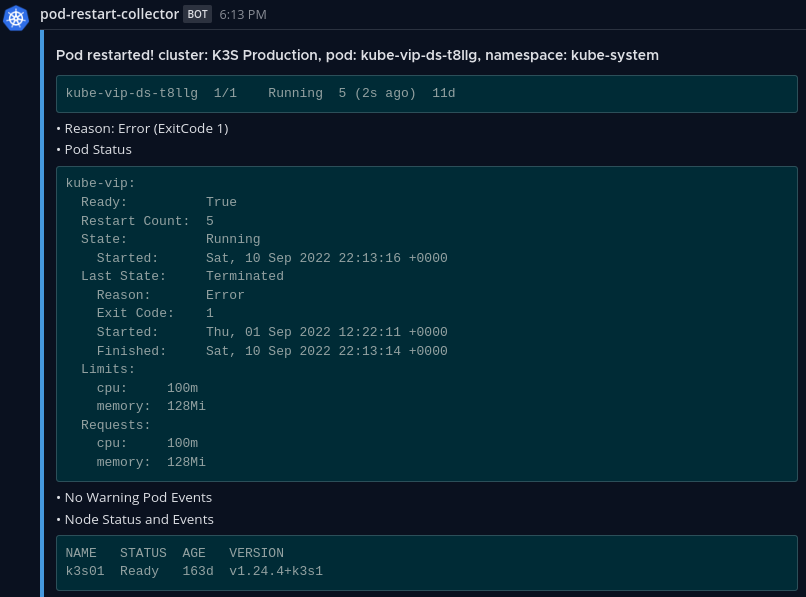 pod-restart-collector BOT 6:13 PM
Pod restarted! cluster: K3S Production, pod: kube-vip-ds-t8llg, namespace: kube-system
kube-vip-ds-t8llg  1/1    Running  5 (2s ago)  11d
• Reason: Error (ExitCode 1)
• Pod Status
kube-vip:
  Ready:          True
  Restart Count:  5
  State:          Running
    Started:      Sat, 10 Sep 2022 22:13:16 +0000
  Last State:     Terminated
    Reason:       Error
    Exit Code:    1
    Started:      Thu, 01 Sep 2022 12:22:11 +0000
    Finished:     Sat, 10 Sep 2022 22:13:14 +0000
  Limits:
    cpu:     100m
    memory:  128Mi
  Requests:
    cpu:     100m
    memory:  128Mi
• No Warning Pod Events
• Node Status and Events
NAME   STATUS  AGE   VERSION
k3s01  Ready   163d  v1.24.4+k3s1